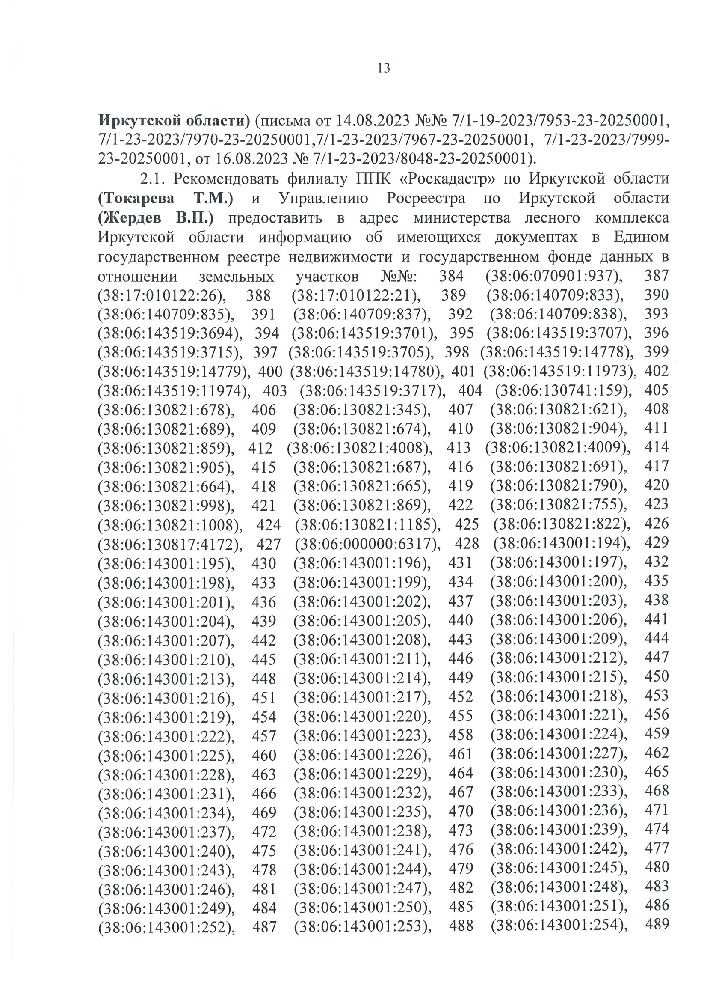 13
Иркутской области) (письма от 14.08.2023 №№ 7/1-19-2023/7953-23-20250001,
7/1-23-2023/7970-23-20250001,7/1-23-2023/7967-23-20250001, 7/1-23-2023/7999-
23-20250001, от 16.08.2023 № 7/1-23-2023/8048-23-20250001).
2.1. Рекомендовать филиалу ППК «Роскадастр» по Иркутской области
(Токарева Т.М.) и Управлению Росреестра по Иркутской области
(Жердев В.П.) предоставить в адрес министерства лесного комплекса
Иркутской области информацию об имеющихся документах в Едином
государственном реестре недвижимости и государственном фонде данных в
отношении земельных участков №№: 384 (38:06:070901:937), 387
(38:17:010122:26), 388 (38:17:010122:21), 389 (38:06:140709:833), 390
(38:06:140709:835), 391 (38:06:140709:837), 392 (38:06:140709:838), 393
(38:06:143519:3694), 394 (38:06:143519:3701), 395 (38:06:143519:3707), 396
(38:06:143519:3715), 397 (38:06:143519:3705), 398 (38:06:143519:14778), 399
(38:06:143519:14779), 400 (38:06:143519:14780), 401 (38:06:143519:11973), 402
(38:06:143519:11974), 403 (38:06:143519:3717), 404 (38:06:130741:159), 405
(38:06:130821:678), 406 (38:06:130821:345), 407 (38:06:130821:621), 408
(38:06:130821:689), 409 (38:06:130821:674), 410 (38:06:130821:904), 411
(38:06:130821:859), 412 (38:06:130821:4008), 413 (38:06:130821:4009), 414
(38:06:130821:905), 415 (38:06:130821:687), 416 (38:06:130821:691), 417
(38:06:130821:664), 418 (38:06:130821:665), 419 (38:06:130821:790), 420
(38:06:130821:998), 421 (38:06:130821:869), 422 (38:06:130821:755), 423
(38:06:130821:1008), 424 (38:06:130821:1185), 425 (38:06:130821:822), 426
(38:06:130817:4172), 427 (38:06:000000:6317), 428 (38:06:143001:194), 429
(38:06:143001:195), 430 (38:06:143001:196), 431 (38:06:143001:197), 432
(38:06:143001:198), 433 (38:06:143001:199), 434 (38:06:143001:200), 435
(38:06:143001:201), 436 (38:06:143001:202), 437 (38:06:143001:203), 438
(38:06:143001:204), 439 (38:06:143001:205), 440 (38:06:143001:206), 441
(38:06:143001:207), 442 (38:06:143001:208), 443 (38:06:143001:209), 444
(38:06:143001:210), 445 (38:06:143001:211), 446 (38:06:143001:212), 447
(38:06:143001:213), 448 (38:06:143001:214), 449 (38:06:143001:215), 450
(38:06:143001:216), 451 (38:06:143001:217), 452 (38:06:143001:218), 453
(38:06:143001:219), 454 (38:06:143001:220), 455 (38:06:143001:221), 456
(38:06:143001:222), 457 (38:06:143001:223), 458 (38:06:143001:224), 459
(38:06:143001:225), 460 (38:06:143001:226), 461 (38:06:143001:227), 462
(38:06:143001:228), 463 (38:06:143001:229), 464 (38:06:143001:230), 465
(38:06:143001:231), 466 (38:06:143001:232), 467 (38:06:143001:233), 468
(38:06:143001:234), 469 (38:06:143001:235), 470 (38:06:143001:236), 471
(38:06:143001:237), 472 (38:06:143001:238), 473 (38:06:143001:239), 474
(38:06:143001:240), 475 (38:06:143001:241), 476 (38:06:143001:242), 477
(38:06:143001:243), 478 (38:06:143001:244), 479 (38:06:143001:245), 480
(38:06:143001:246), 481 (38:06:143001:247), 482 (38:06:143001:248), 483
(38:06:143001:249), 484 (38:06:143001:250), 485 (38:06:143001:251), 486
(38:06:143001:252), 487 (38:06:143001:253), 488 (38:06:143001:254), 489